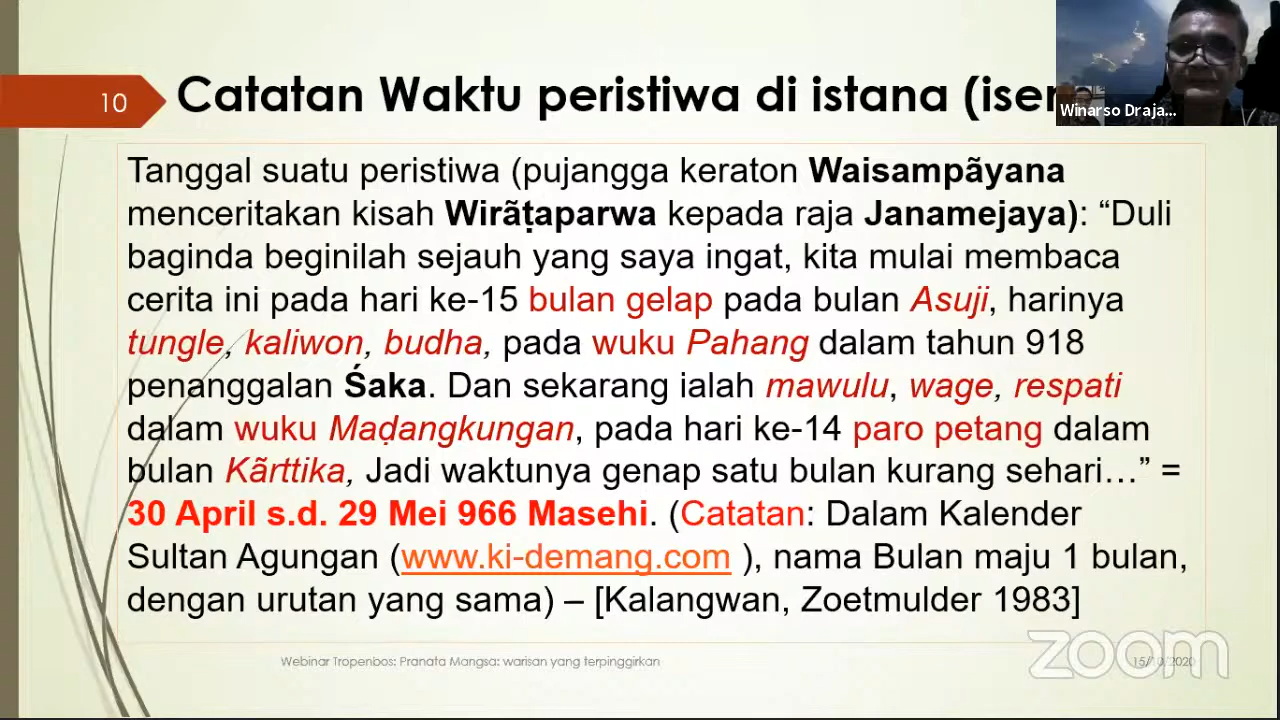 10
Catatan Waktu peristiwa di istana (isen
Winarso Draja...
Tanggal suatu peristiwa (pujangga keraton Waisampãyana
menceritakan kisah Wirãṭaparwa kepada raja Janamejaya): “Duli
baginda beginilah sejauh yang saya ingat, kita mulai membaca
cerita ini pada hari ke-15 bulan gelap pada bulan Asuji, harinya
tungle, kaliwon, budha, pada wuku Pahang dalam tahun 918
penanggalan Śaka. Dan sekarang ialah mawulu, wage, respati
dalam wuku Maḍangkungan, pada hari ke-14 paro petang dalam
bulan Kãrttika, Jadi waktunya genap satu bulan kurang sehari…” =
30 April s.d. 29 Mei 966 Masehi. (Catatan: Dalam Kalender
Sultan Agungan (www.ki-demang.com ), nama Bulan maju 1 bulan,
dengan urutan yang sama) – [Kalangwan, Zoetmulder 1983]
Webinar Tropenbos: Pranata Mangsa: warisan yang terpinggirkan
15/10/2020
zoom